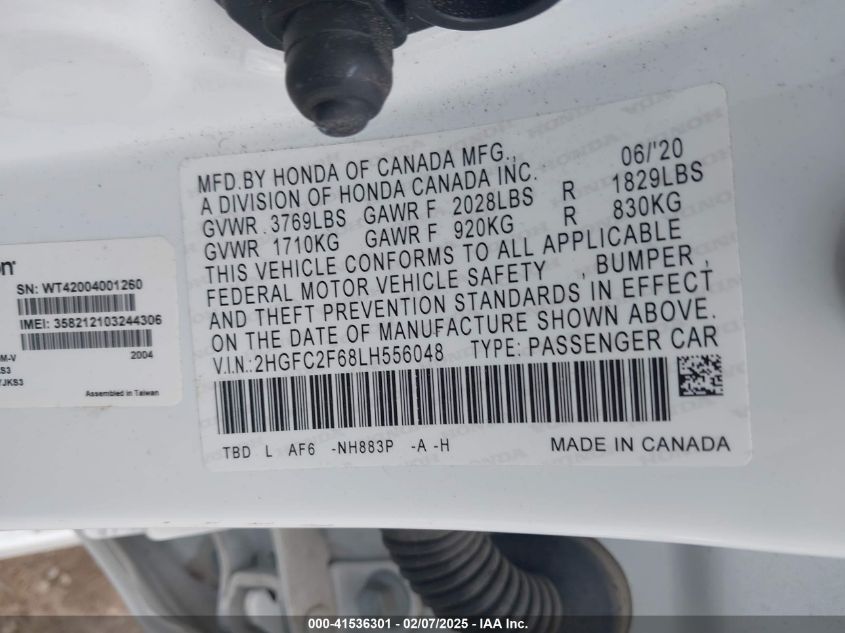 MFD.BY HONDA OF CANADA MFG., 06/'20
A DIVISION OF HONDA CANADA INC.
GVWR 3769LBS GAWR F 2028LBS R 1829LBS
GVWR 1710KG GAWR F 920KG R 830KG
THIS VEHICLE CONFORMS TO ALL APPLICABLE
FEDERAL MOTOR VEHICLE SAFETY , BUMPER ,
AND THEFT PREVENTION STANDARDS IN EFFECT
ON THE DATE OF MANUFACTURE SHOWN ABOVE.
V.I.N.:2HGFC2F68LH556048 TYPE: PASSENGER CAR
TBD L AF6 -NH883P -A -H MADE IN CANADA
SN: WT42004001260
IMEI: 358212103244306
2004
Assembled in Taiwan
000-41536301 - 02/07/2025 - IAA Inc.